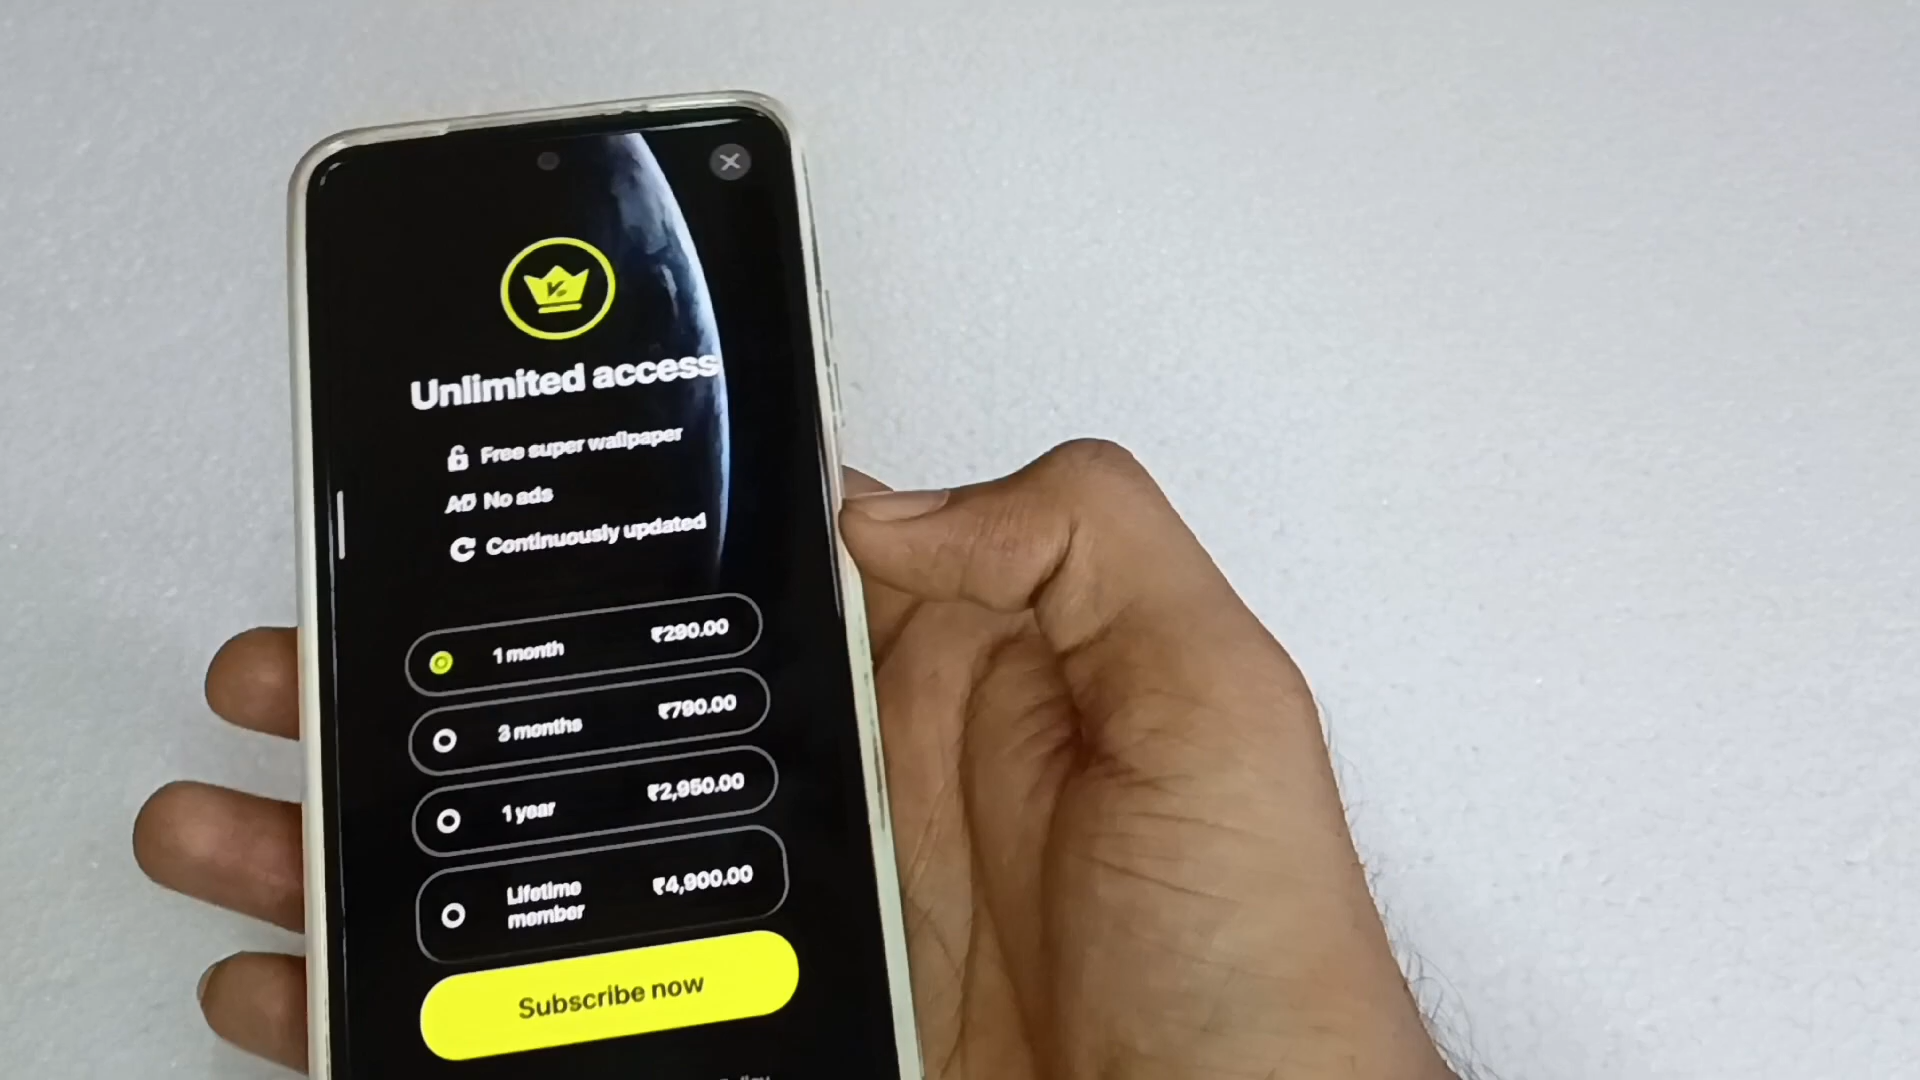 Unlimited access
Free super wallpaper
AD No ads
Continuously updated
1 month ₹290.00
3 months ₹790.00
1 year ₹2,950.00
Lifetime
member ₹4,900.00
Subscribe now